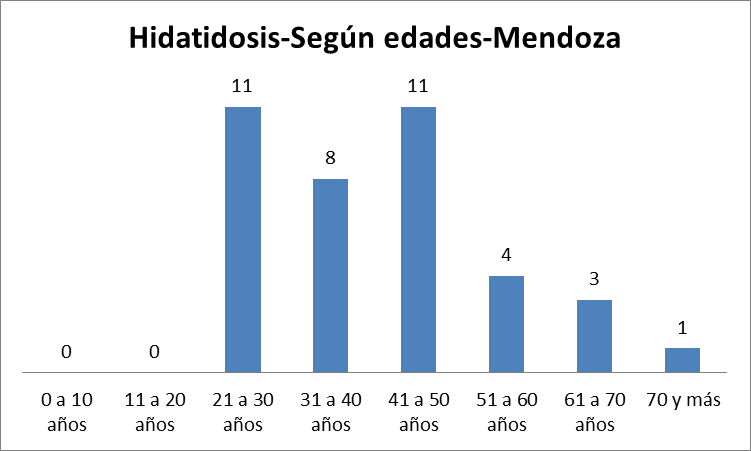 Hidatidosis-Según edades-Mendoza
11
11
8
4
3
1
0
0
0 a 10 años
11 a 20 años
21 a 30 años
31 a 40 años
41 a 50 años
51 a 60 años
61 a 70 años
70 y más